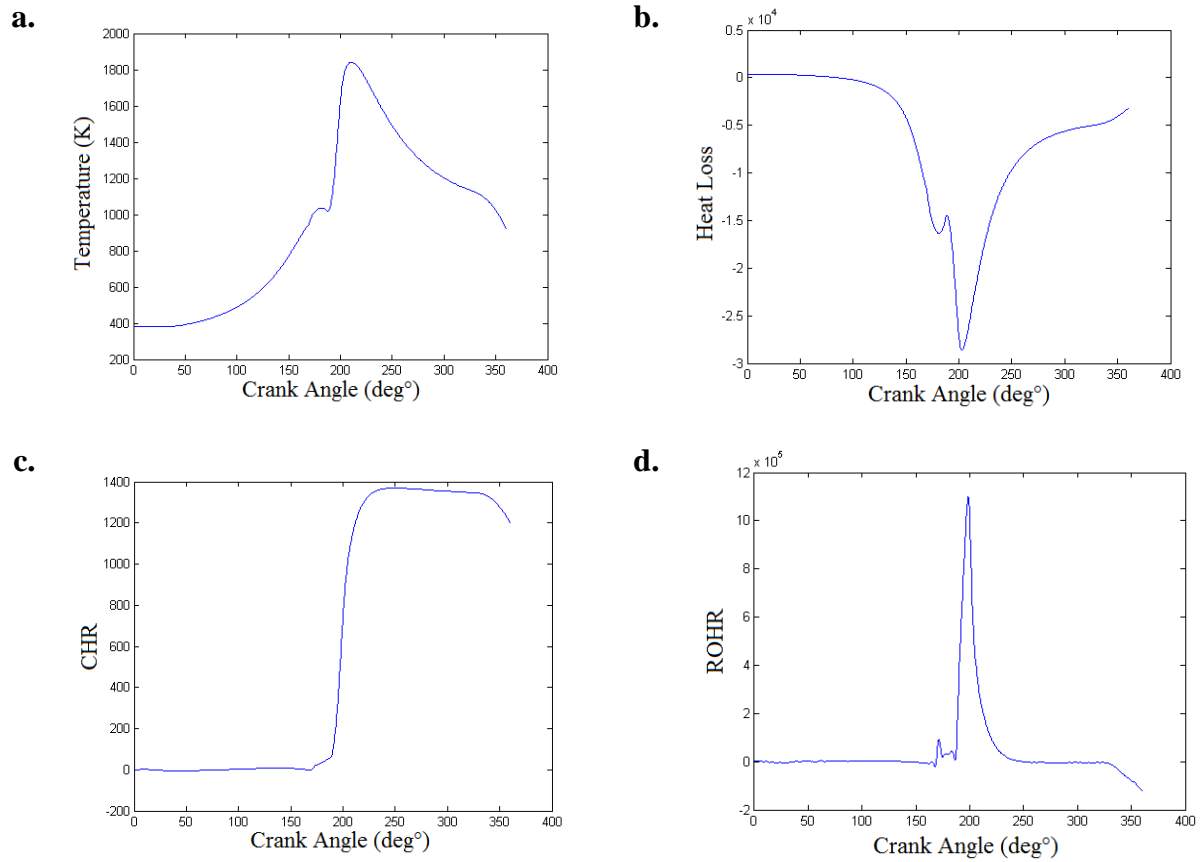 a.
2000
1800
1600
1400
1200
1000
800
600
400
200
0 50 100 150 200 250 300 350 400
Temperature (K)
Crank Angle (deg°)
b.
x 10^4
0.5
0
-0.5
-1
-1.5
-2
-2.5
-3
0 50 100 150 200 250 300 350 400
Heat Loss
Crank Angle (deg°)
c.
1400
1200
1000
800
600
400
200
0
-200
0 50 100 150 200 250 300 350 400
CHR
Crank Angle (deg°)
d.
x 10^5
12
10
8
6
4
2
0
-2
0 50 100 150 200 250 300 350 400
ROHR
Crank Angle (deg°)